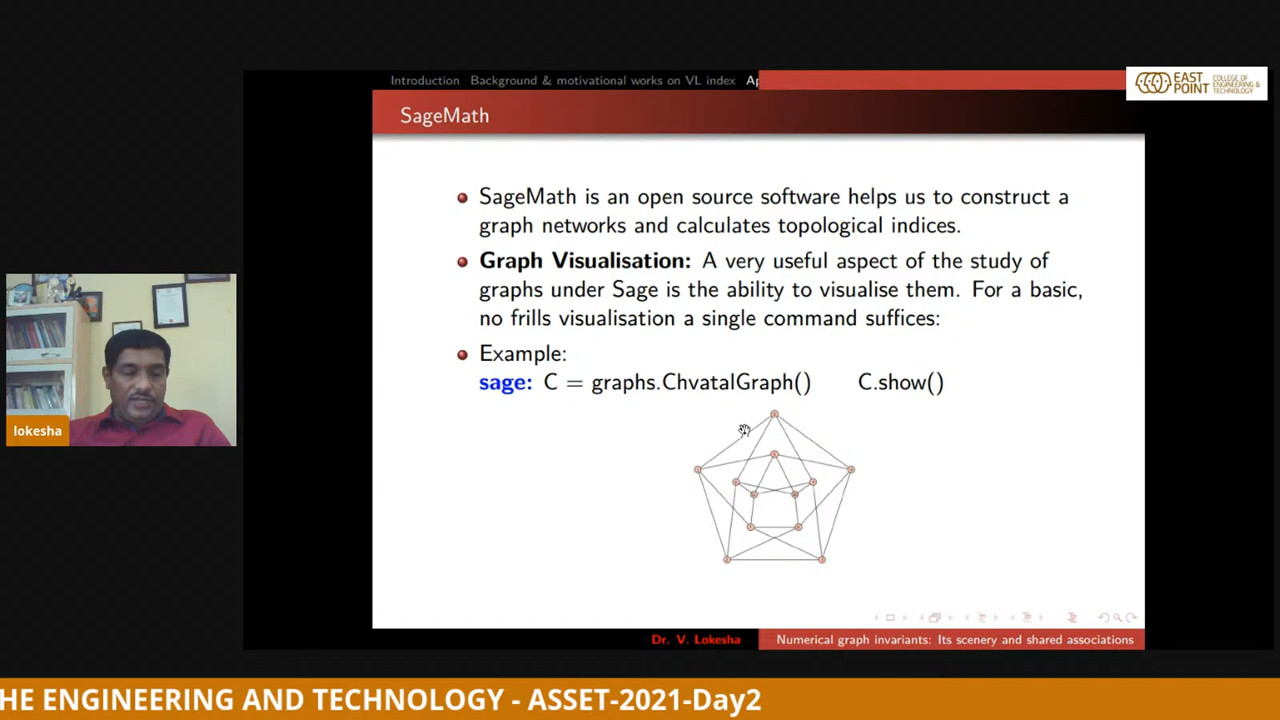 Introduction Background & motivational works on VL index Ap
EAST POINT
COLLEGE OF ENGINEERING & TECHNOLOGY
SageMath
SageMath is an open source software helps us to construct a
graph networks and calculates topological indices.
Graph Visualisation: A very useful aspect of the study of
graphs under Sage is the ability to visualise them. For a basic,
no frills visualisation a single command suffices:
Example:
sage: C = graphs.ChvatalGraph() C.show()
lokesha
Dr. V. Lokesha Numerical graph invariants: Its scenery and shared associations
HE ENGINEERING AND TECHNOLOGY - ASSET-2021-Day2